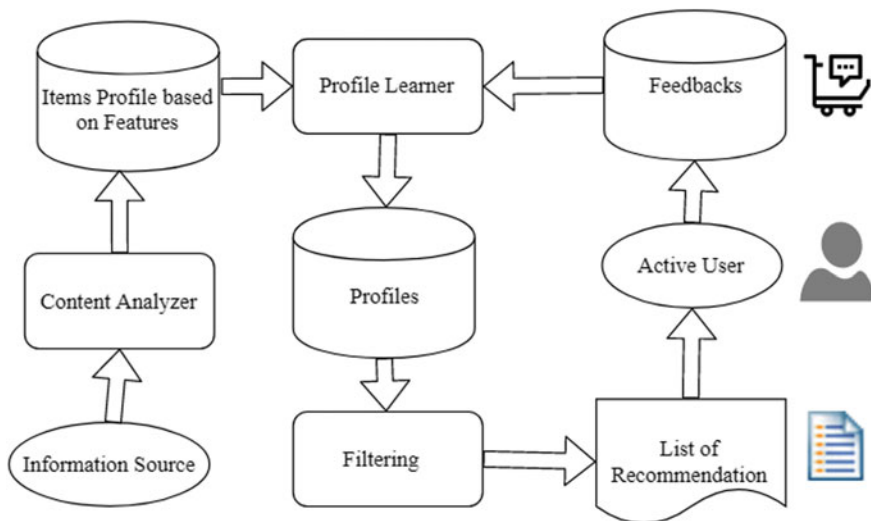 Items Profile based
on Features
Profile Learner
Feedbacks
Content Analyzer
Profiles
Active User
Information Source
Filtering
List of
Recommendation